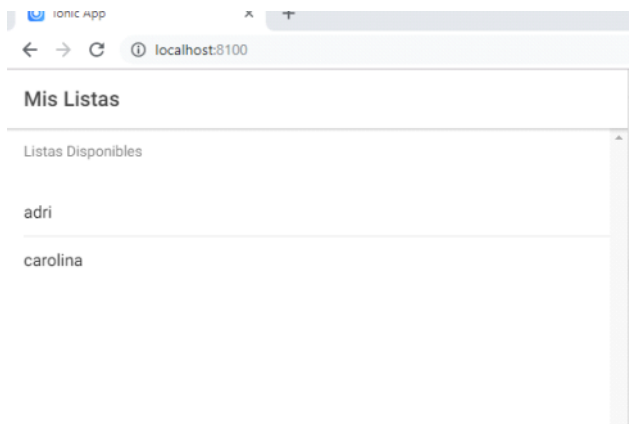 Ionic App
localhost:8100
Mis Listas
Listas Disponibles
adri
carolina